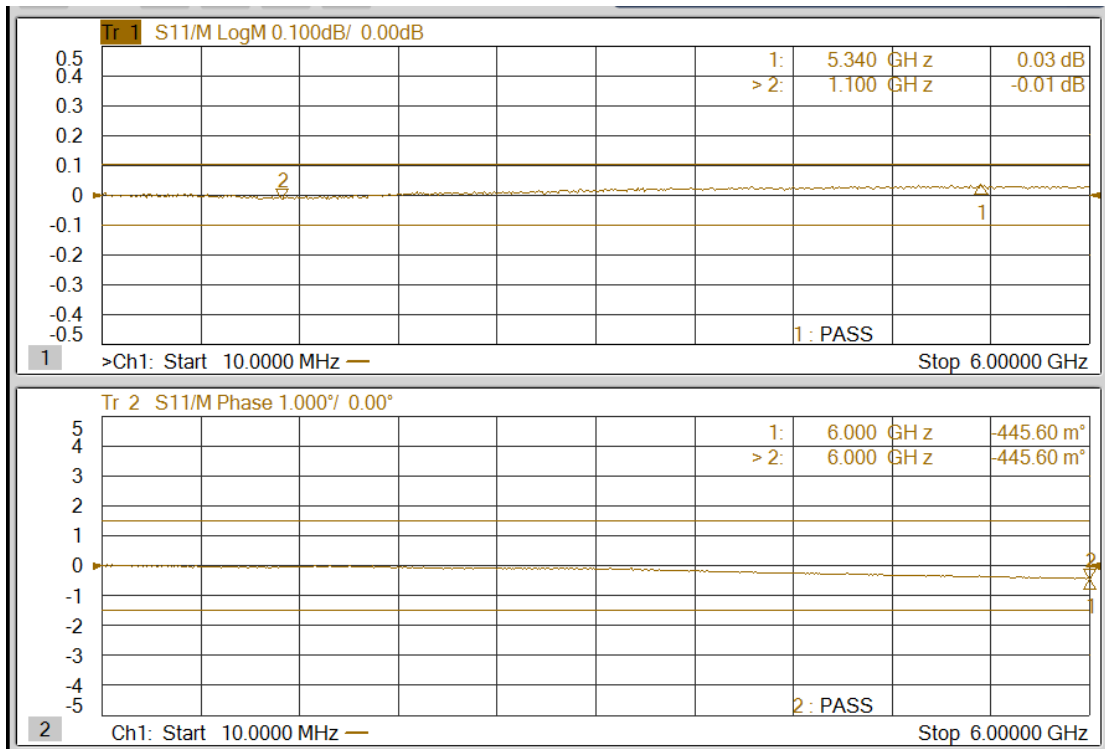 Tr 1 S11/M LogM 0.100dB/ 0.00dB
0.5
0.4
0.3
0.2
0.1
0
-0.1
-0.2
-0.3
-0.4
-0.5
1: 5.340 GHz 0.03 dB
> 2: 1.100 GHz -0.01 dB
2
1
1 : PASS
1
>Ch1: Start 10.0000 MHz
Stop 6.00000 GHz
Tr 2 S11/M Phase 1.000°/ 0.00°
5
4
3
2
1
0
-1
-2
-3
-4
-5
1: 6.000 GHz -445.60 m°
> 2: 6.000 GHz -445.60 m°
2
1
2 : PASS
2
Ch1: Start 10.0000 MHz
Stop 6.00000 GHz